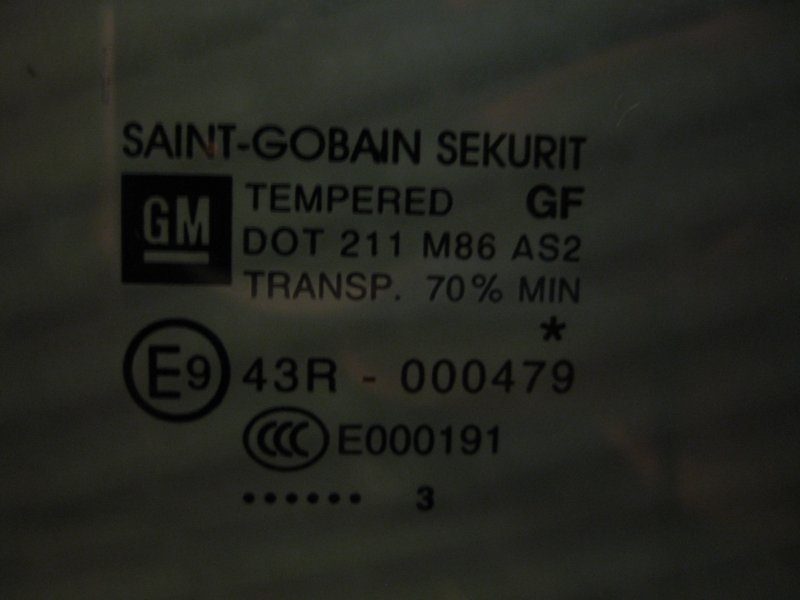 SAINT-GOBAIN SEKURIT
GM TEMPERED GF
DOT 211 M86 AS2
TRANSP. 70% MIN
*
E9 43R - 000479
CCC E000191
...... 3